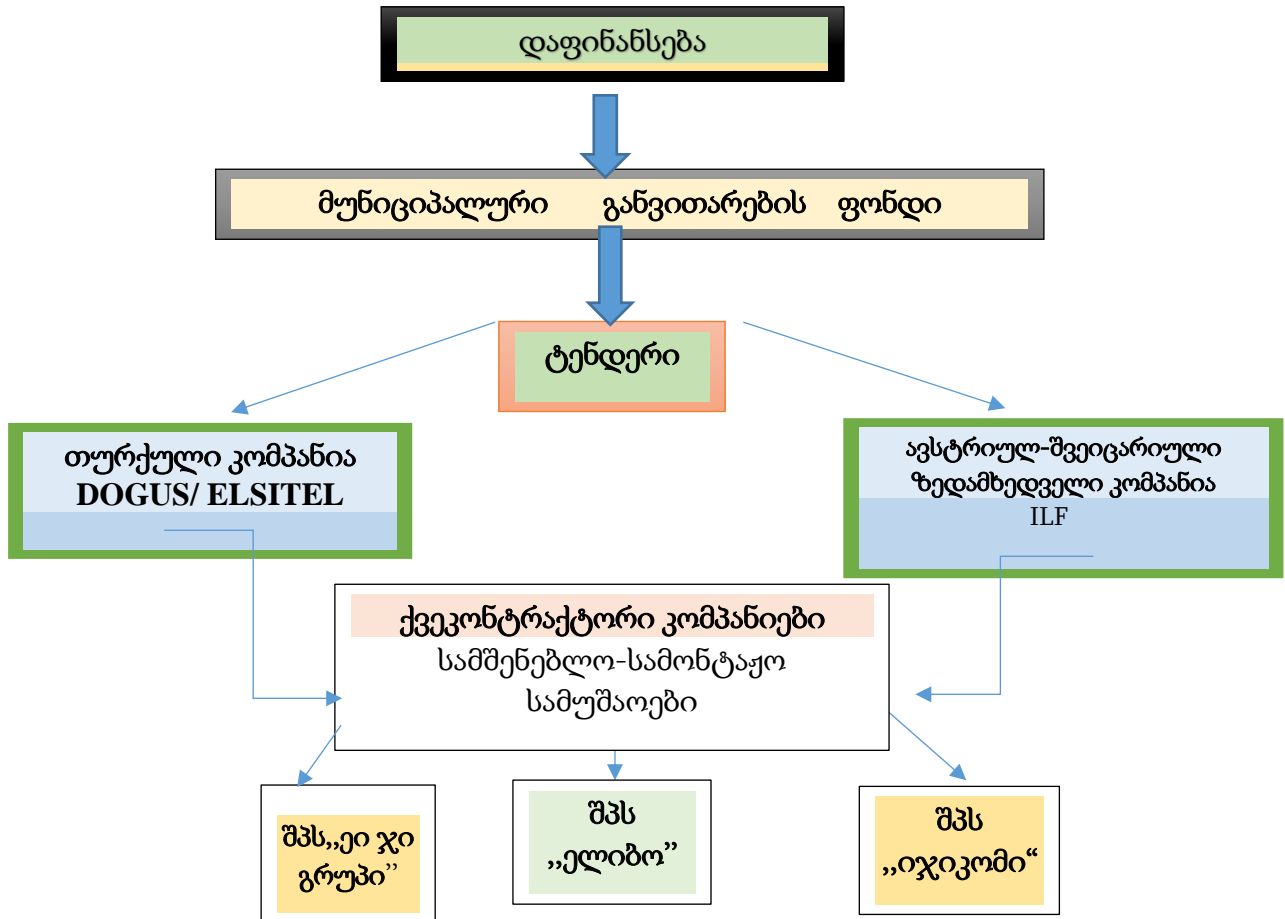 დაფინანსება
მუნიციპალური განვითარების ფონდი
ტენდერი
თურქული კომპანია
DOGUS/ ELSITEL
ავსტრიულ-შვეიცარიული
ზედამხედველი კომპანია
ILF
ქვეკონტრაქტორი კომპანიები
სამშენებლო-სამონტაჟო
სამუშაოები
შპს,,ეი ჯი
გრუპი”
შპს
,,ელიბო”
შპს
,,იჯიკომი“